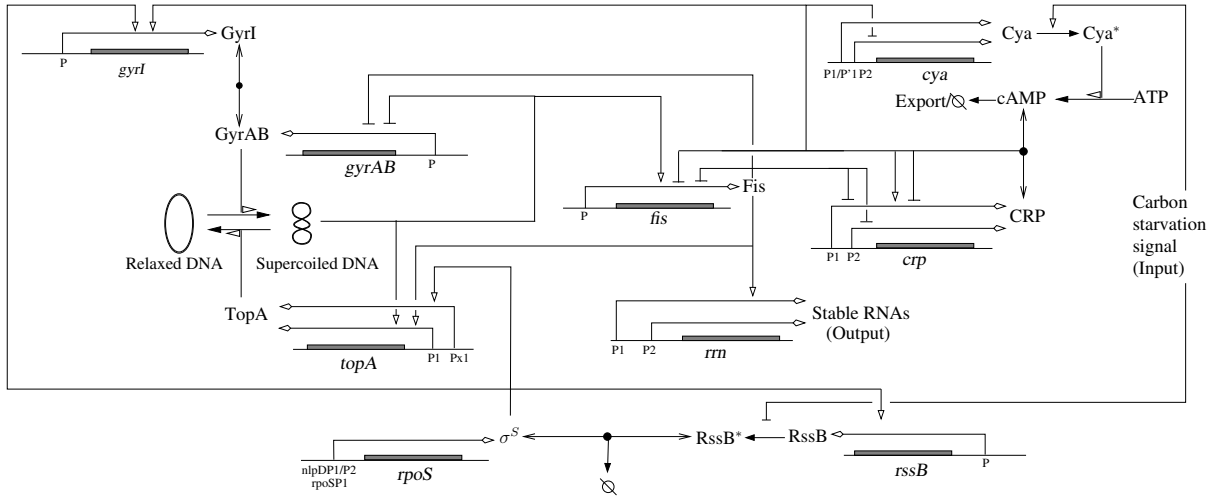 GyrI
P
gyrI
Cya
Cya*
P1/P'1 P2
cya
Export/∅
cAMP
ATP
GyrAB
gyrAB
P
Fis
P
fis
CRP
P1 P2
crp
Carbon
starvation
signal
(Input)
Relaxed DNA
Supercoiled DNA
TopA
P1 Px1
topA
Stable RNAs
(Output)
P1 P2
rrn
σS
nlpDP1/P2
rpoSP1
rpoS
RssB*
RssB
rssB
P
∅